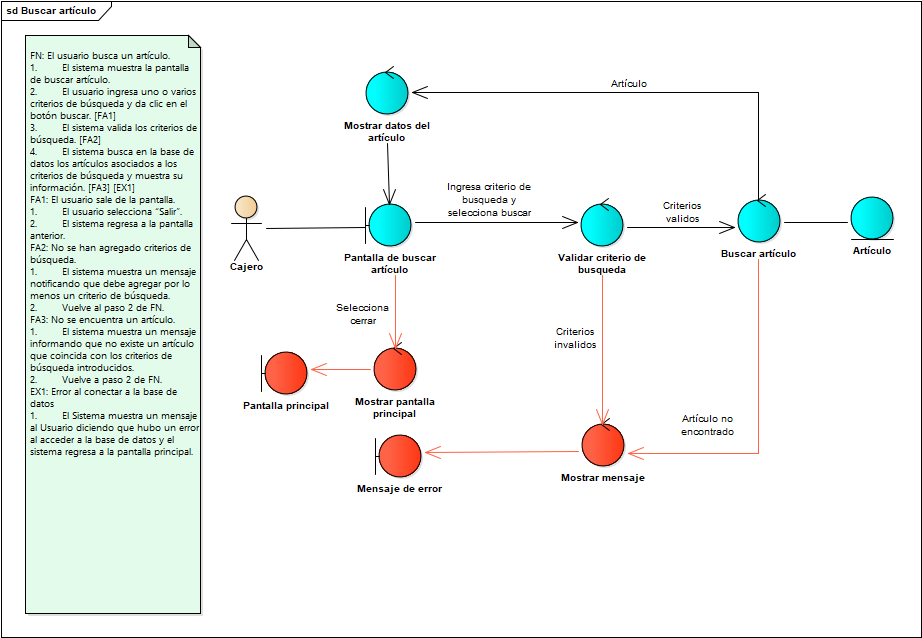 sd Buscar artículo
FN: El usuario busca un artículo.
1. El sistema muestra la pantalla
de buscar artículo.
2. El usuario ingresa uno o varios
criterios de búsqueda y da clic en el
botón buscar. [FA1]
3. El sistema valida los criterios de
búsqueda. [FA2]
4. El sistema busca en la base de
datos los artículos asociados a los
criterios de búsqueda y muestra su
información. [FA3] [EX1]
FA1: El usuario sale de la pantalla.
1. El usuario selecciona "Salir".
2. El sistema regresa a la pantalla
anterior.
FA2: No se han agregado criterios de
búsqueda.
1. El sistema muestra un mensaje
notificando que debe agregar por lo
menos un criterio de búsqueda.
2. Vuelve al paso 2 de FN.
FA3: No se encuentra un artículo.
1. El sistema muestra un mensaje
informando que no existe un artículo
que coincida con los criterios de
búsqueda introducidos.
2. Vuelve a paso 2 de FN.
EX1: Error al conectar a la base de
datos
1. El Sistema muestra un mensaje
al Usuario diciendo que hubo un error
al acceder a la base de datos y el
sistema regresa a la pantalla principal.
Artículo
Mostrar datos del
artículo
Ingresa criterio de
busqueda y
selecciona buscar
Criterios
validos
Cajero
Pantalla de buscar
artículo
Validar criterio de
busqueda
Buscar artículo
Artículo
Selecciona
cerrar
Criterios
invalidos
Pantalla principal
Mostrar pantalla
principal
Artículo no
encontrado
Mensaje de error
Mostrar mensaje